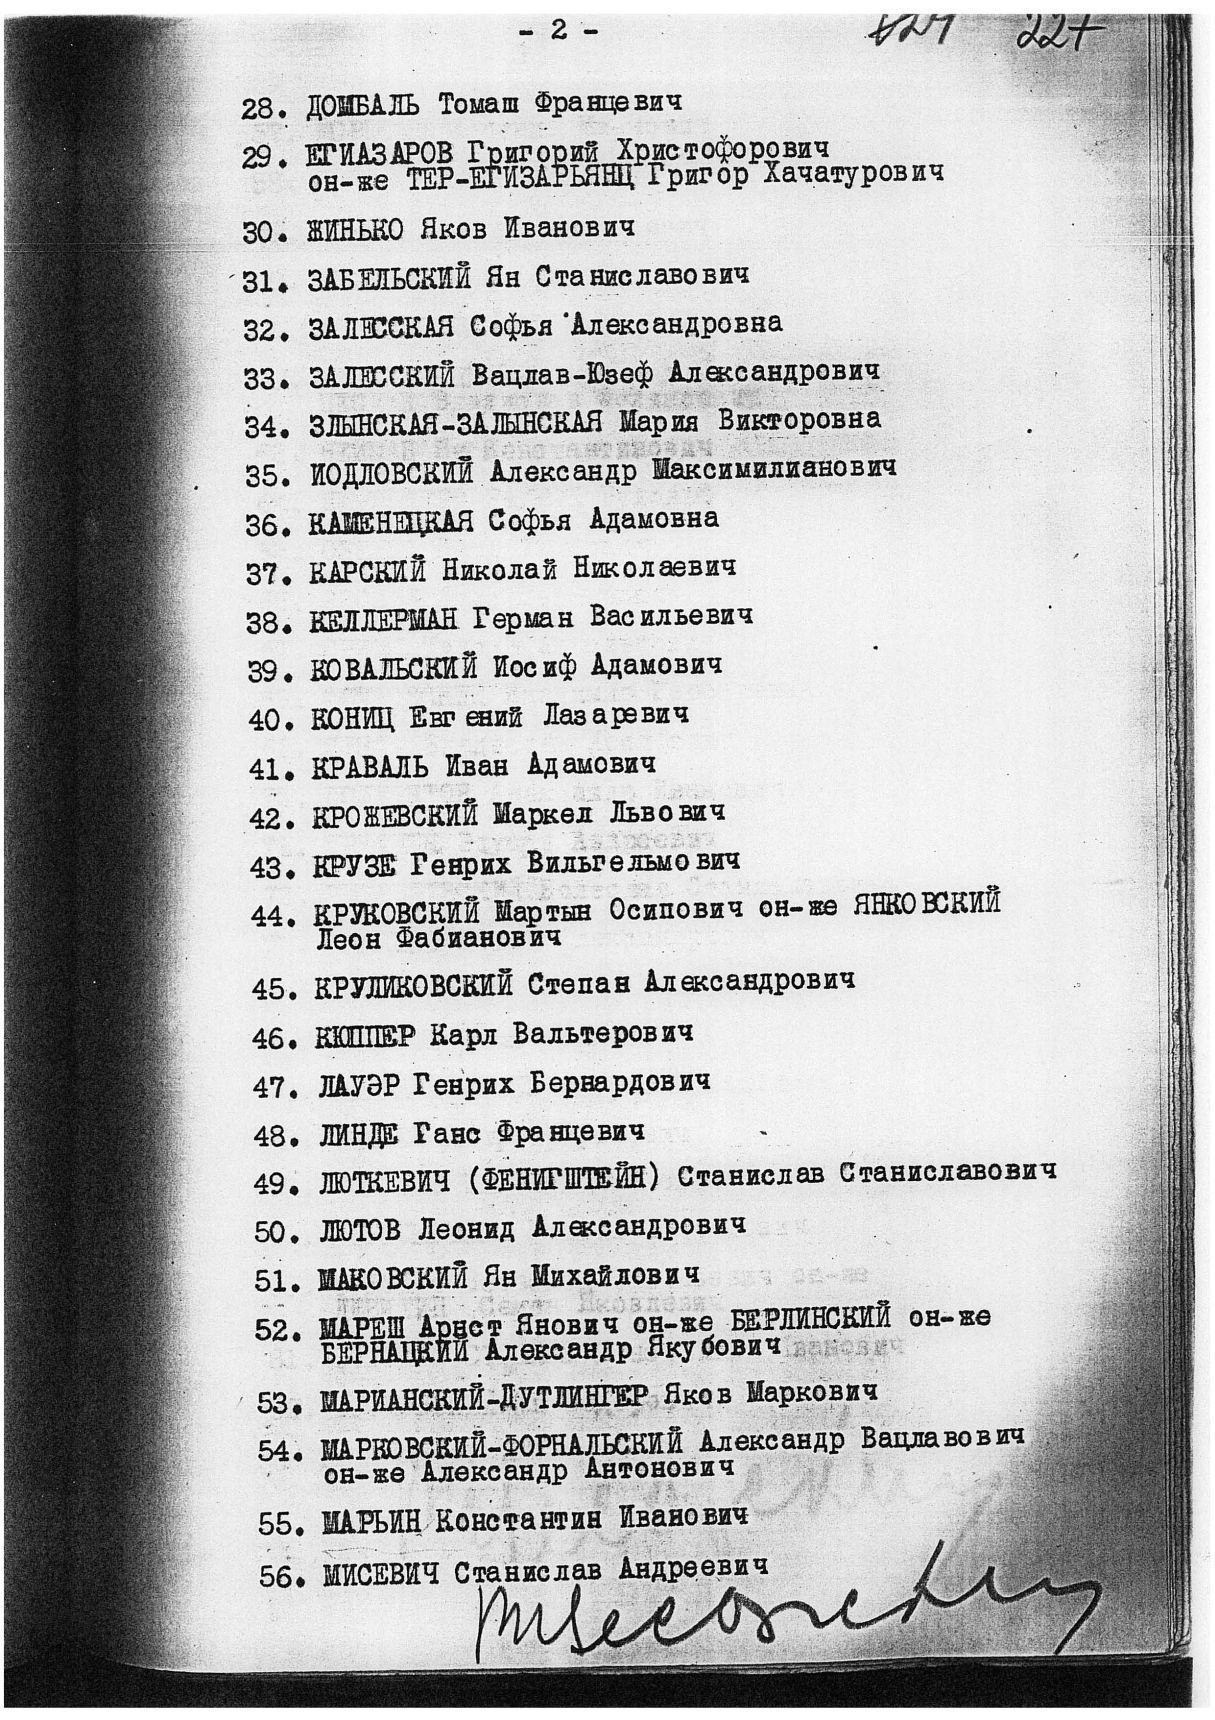 - 2 -
227
28. ДОМБАЛЬ Томаш Францевич
29. ЕГИАЗАРОВ Григорий Христофорович
он-же ТЕР-ЕГИЗАРЬЯНЦ Григор Хачатурович
30. ЖИНЬКО Яков Иванович
31. ЗАБЕЛЬСКИЙ Ян Станиславович
32. ЗАЛЕССКАЯ Софья Александровна
33. ЗАЛЕССКИЙ Вацлав-Юзеф Александрович
34. ЗЛЫНСКАЯ-ЗАЛЫНСКАЯ Мария Викторовна
35. ИОДЛОВСКИЙ Александр Максимилианович
36. КАМЕНЕЦКАЯ Софья Адамовна
37. КАРСКИЙ Николай Николаевич
38. КЕЛЛЕРМАН Герман Васильевич
39. КОВАЛЬСКИЙ Иосиф Адамович
40. КОНИЦ Евгений Лазаревич
41. КРАВАЛЬ Иван Адамович
42. КРОЖЕВСКИЙ Маркел Львович
43. КРУЗЕ Генрих Вильгельмович
44. КРУКОВСКИЙ Мартын Осипович он-же ЯНКОВСКИЙ
Леон Фабианович
45. КРУЛИКОВСКИЙ Степан Александрович
46. КЮППЕР Карл Вальтерович
47. ЛАУЭР Генрих Бернардович
48. ЛИНДЕ Ганс Францевич
49. ЛЮТКЕВИЧ (ФЕНИГШТЕЙН) Станислав Станиславович
50. ЛЮТОВ Леонид Александрович
51. МАКОВСКИЙ Ян Михайлович
52. МАРЕШ Арнст Янович он-же БЕРЛИНСКИЙ он-же
БЕРНАЦКИЙ Александр Якубович
53. МАРИАНСКИЙ-ДУТЛИНГЕР Яков Маркович
54. МАРКОВСКИЙ-ФОРНАЛЬСКИЙ Александр Вацлавович
он-же Александр Антонович
55. МАРЬИН Константин Иванович
56. МИСЕВИЧ Станислав Андреевич